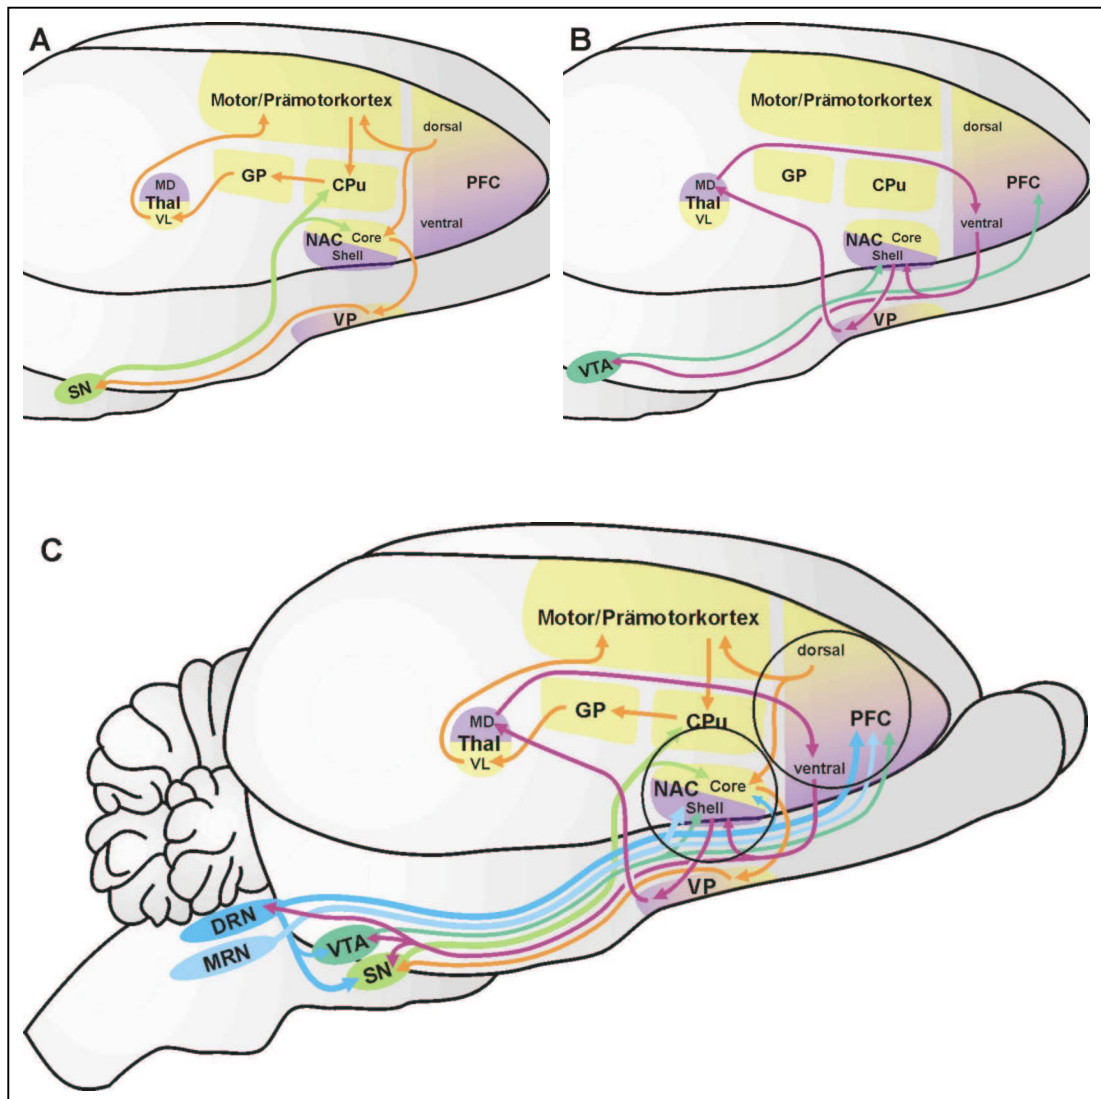 A
Motor/Prämotorkortex
dorsal
GP
CPu
MD
Thal
VL
PFC
ventral
NAC Core
Shell
VP
SN
B
Motor/Prämotorkortex
dorsal
GP
CPu
MD
Thal
VL
PFC
ventral
NAC Core
Shell
VP
VTA
C
Motor/Prämotorkortex
dorsal
GP
CPu
MD
Thal
VL
PFC
ventral
NAC Core
Shell
VP
DRN
MRN
VTA
SN